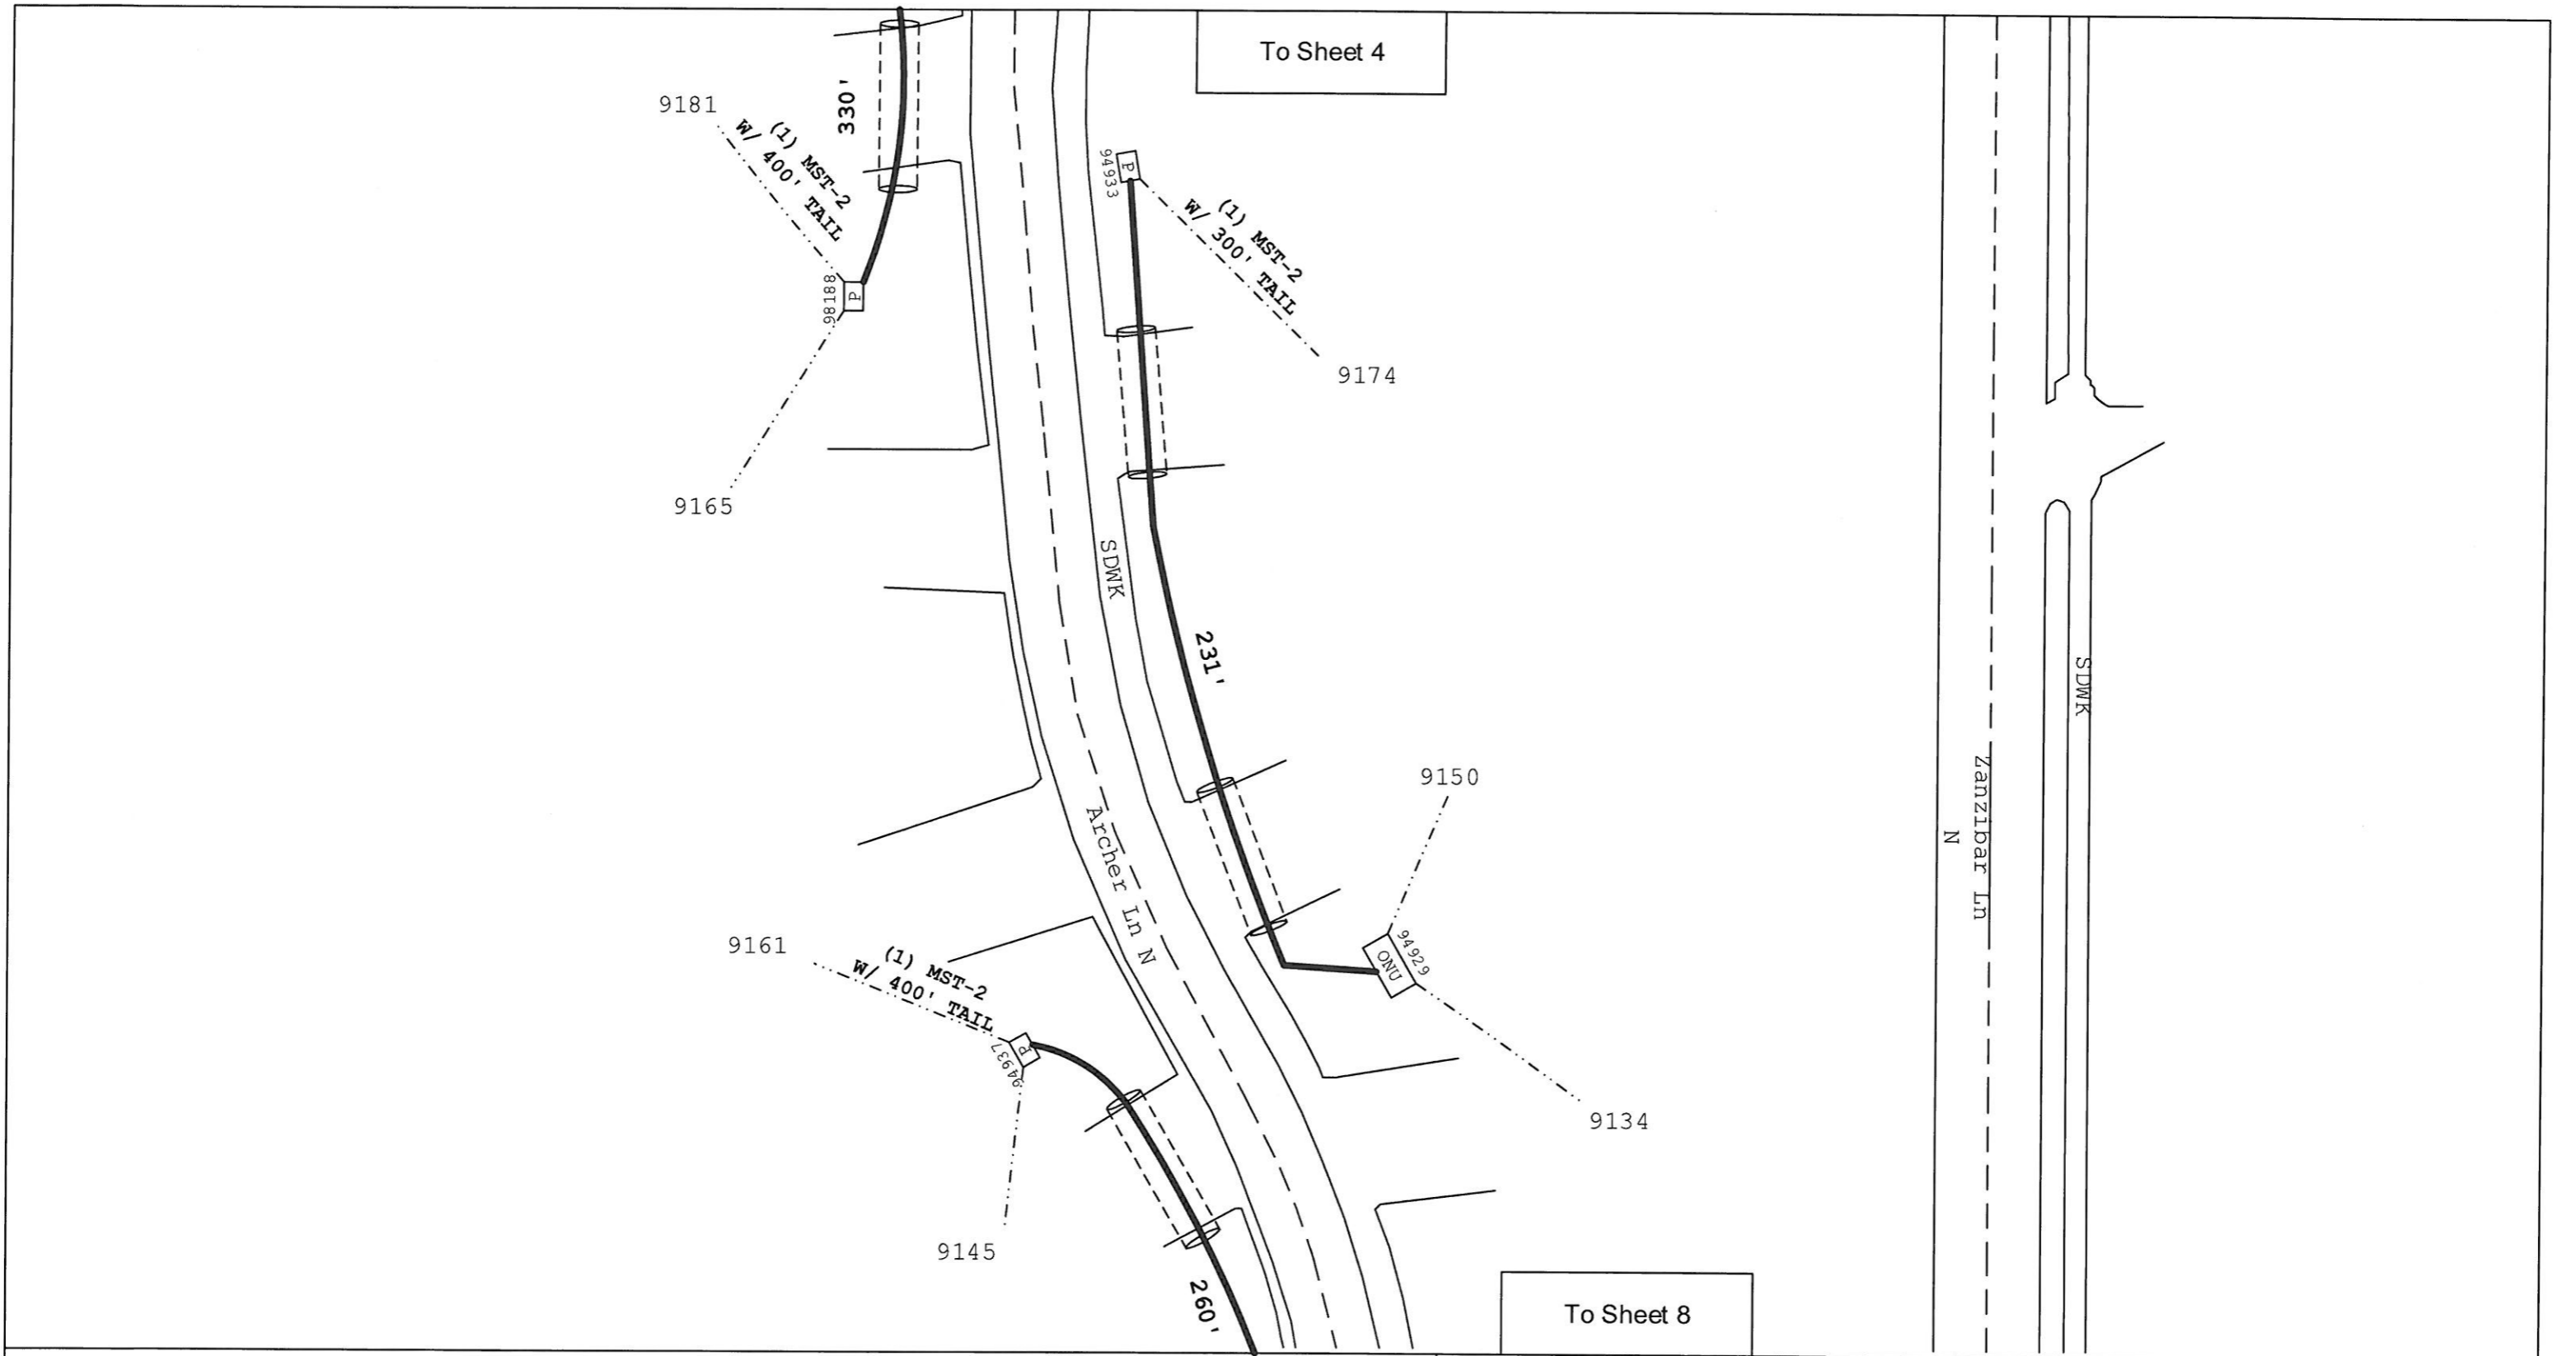 To Sheet 4
330'
9181
(1) MST-2
W/ 400' TAIL
98188
P
9165
94933
P
(1) MST-2
W/ 300' TAIL
9174
SDWK
231'
SDWK
Zanzibar Ln
N
Archer Ln N
9150
94929
ONU
9134
9161
(1) MST-2
W/ 400' TAIL
94937
P
9145
260'
To Sheet 8